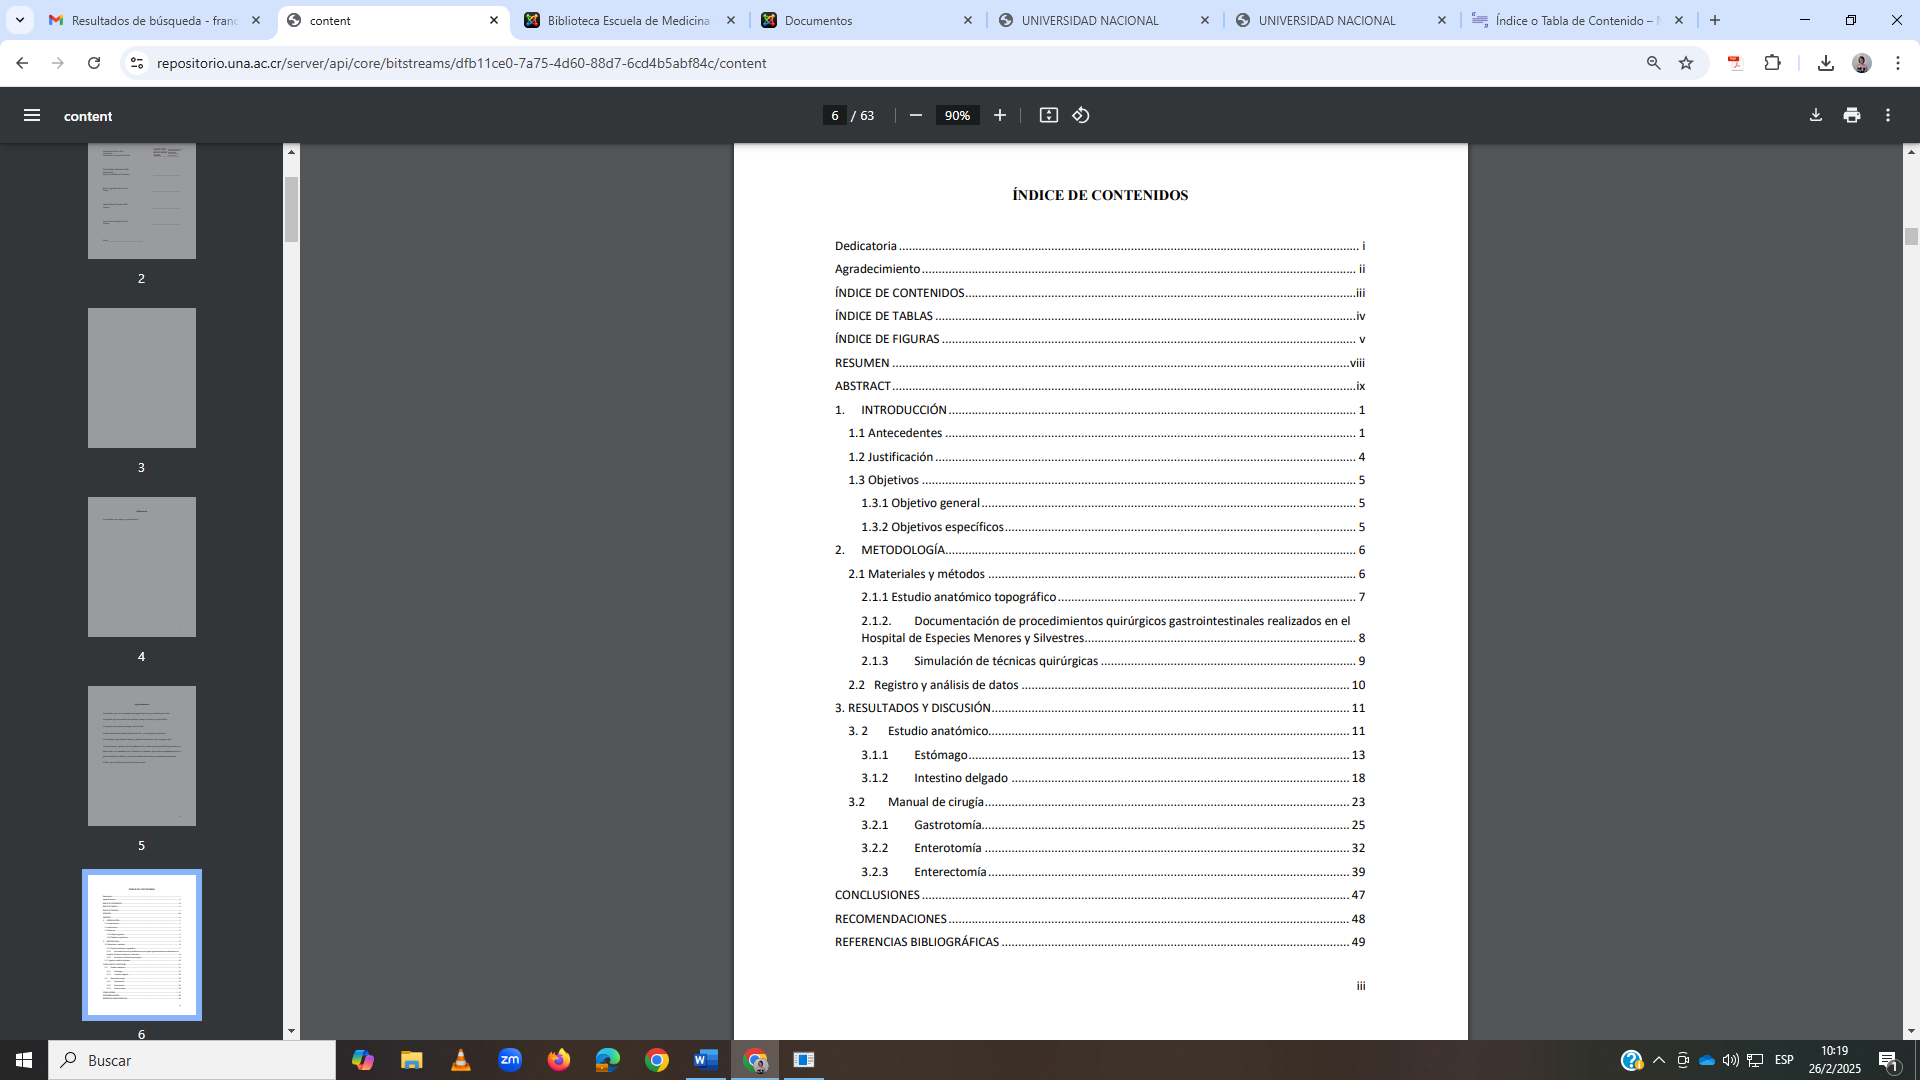 Resultados de búsqueda - fran
content
Biblioteca Escuela de Medicina
Documentos
UNIVERSIDAD NACIONAL
UNIVERSIDAD NACIONAL
Índice o Tabla de Contenido –
repositorio.una.ac.cr/server/api/core/bitstreams/dfb11ce0-7a75-4d60-88d7-6cd4b5abf84c/content
content
6 / 63
90%
2
3
4
5
6
ÍNDICE DE CONTENIDOS
Dedicatoria ........ i
Agradecimiento ........ ii
ÍNDICE DE CONTENIDOS ........ iii
ÍNDICE DE TABLAS ........ iv
ÍNDICE DE FIGURAS ........ v
RESUMEN ........ viii
ABSTRACT ........ ix
1. INTRODUCCIÓN ........ 1
1.1 Antecedentes ........ 1
1.2 Justificación ........ 4
1.3 Objetivos ........ 5
1.3.1 Objetivo general ........ 5
1.3.2 Objetivos específicos ........ 5
2. METODOLOGÍA ........ 6
2.1 Materiales y métodos ........ 6
2.1.1 Estudio anatómico topográfico ........ 7
2.1.2. Documentación de procedimientos quirúrgicos gastrointestinales realizados en el
Hospital de Especies Menores y Silvestres ........ 8
2.1.3 Simulación de técnicas quirúrgicas ........ 9
2.2 Registro y análisis de datos ........ 10
3. RESULTADOS Y DISCUSIÓN ........ 11
3. 2 Estudio anatómico ........ 11
3.1.1 Estómago ........ 13
3.1.2 Intestino delgado ........ 18
3.2 Manual de cirugía ........ 23
3.2.1 Gastrotomía ........ 25
3.2.2 Enterotomía ........ 32
3.2.3 Enterectomía ........ 39
CONCLUSIONES ........ 47
RECOMENDACIONES ........ 48
REFERENCIAS BIBLIOGRÁFICAS ........ 49
iii
Buscar
zm
ESP
10:19
26/2/2025
1